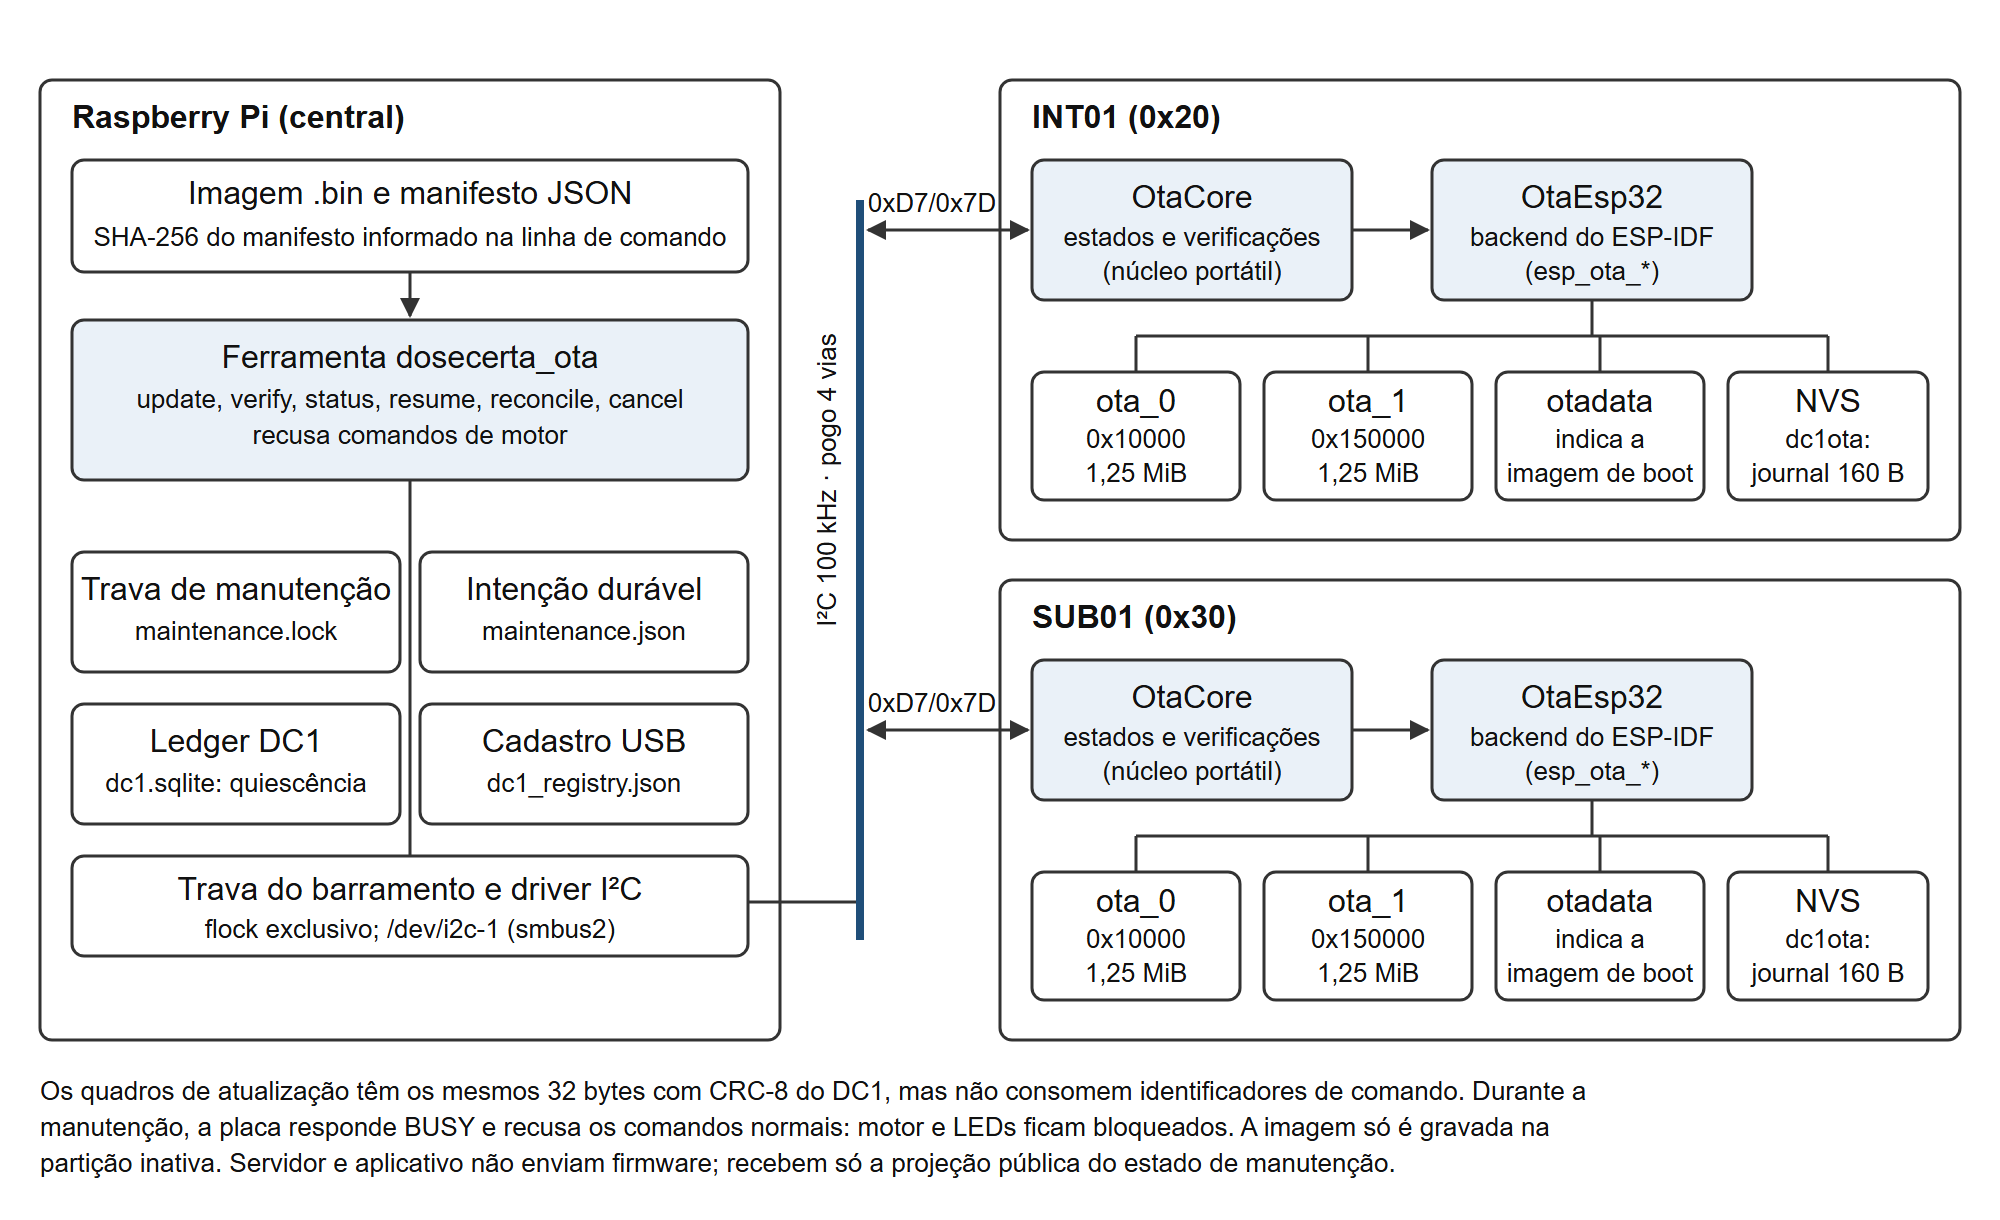 Raspberry Pi (central)
Imagem .bin e manifesto JSON
SHA-256 do manifesto informado na linha de comando
Ferramenta dosecerta_ota
update, verify, status, resume, reconcile, cancel
recusa comandos de motor
Trava de manutenção
maintenance.lock
Intenção durável
maintenance.json
Ledger DC1
dc1.sqlite: quiescência
Cadastro USB
dc1_registry.json
Trava do barramento e driver I²C
flock exclusivo; /dev/i2c-1 (smbus2)
I²C 100 kHz · pogo 4 vias
0xD7/0x7D
INT01 (0x20)
OtaCore
estados e verificações
(núcleo portátil)
OtaEsp32
backend do ESP-IDF
(esp_ota_*)
ota_0
0x10000
1,25 MiB
ota_1
0x150000
1,25 MiB
otadata
indica a
imagem de boot
NVS
dc1ota:
journal 160 B
0xD7/0x7D
SUB01 (0x30)
OtaCore
estados e verificações
(núcleo portátil)
OtaEsp32
backend do ESP-IDF
(esp_ota_*)
ota_0
0x10000
1,25 MiB
ota_1
0x150000
1,25 MiB
otadata
indica a
imagem de boot
NVS
dc1ota:
journal 160 B
Os quadros de atualização têm os mesmos 32 bytes com CRC-8 do DC1, mas não consomem identificadores de comando. Durante a
manutenção, a placa responde BUSY e recusa os comandos normais: motor e LEDs ficam bloqueados. A imagem só é gravada na
partição inativa. Servidor e aplicativo não enviam firmware; recebem só a projeção pública do estado de manutenção.